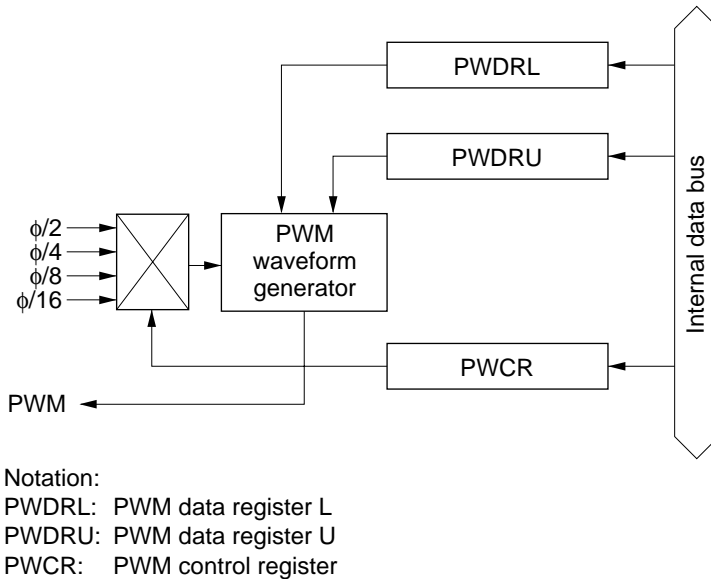 PWDRL
PWDRU
Internal data bus
ϕ/2
ϕ/4
ϕ/8
ϕ/16
PWM
waveform
generator
PWCR
PWM
Notation:
PWDRL: PWM data register L
PWDRU: PWM data register U
PWCR: PWM control register